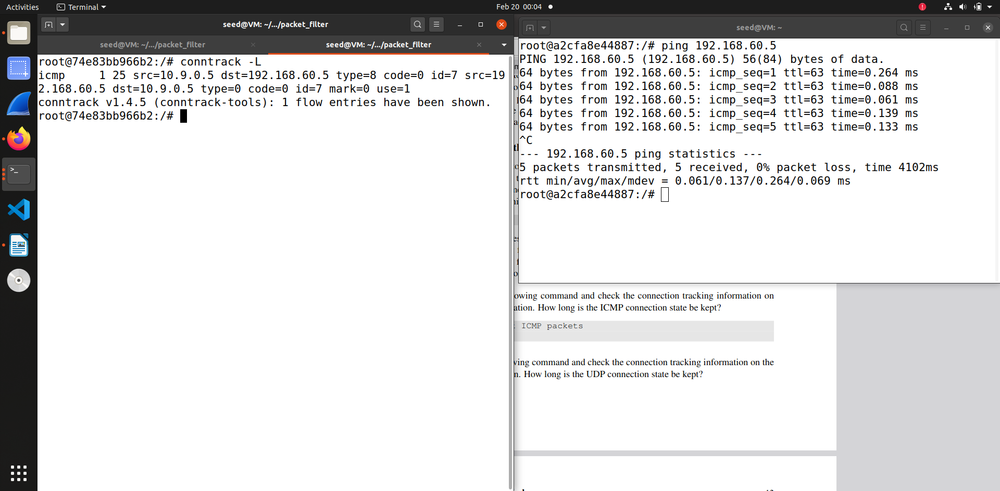 Activities
Terminal
Feb 20 00:04
seed@VM: ~/.../packet_filter
seed@VM: ~/.../packet_filter
seed@VM: ~/.../packet_filter
root@74e83bb966b2:/# conntrack -L
icmp     1 25 src=10.9.0.5 dst=192.168.60.5 type=8 code=0 id=7 src=19
2.168.60.5 dst=10.9.0.5 type=0 code=0 id=7 mark=0 use=1
conntrack v1.4.5 (conntrack-tools): 1 flow entries have been shown.
root@74e83bb966b2:/#
seed@VM: ~
root@a2cfa8e44887:/# ping 192.168.60.5
PING 192.168.60.5 (192.168.60.5) 56(84) bytes of data.
64 bytes from 192.168.60.5: icmp_seq=1 ttl=63 time=0.264 ms
64 bytes from 192.168.60.5: icmp_seq=2 ttl=63 time=0.088 ms
64 bytes from 192.168.60.5: icmp_seq=3 ttl=63 time=0.061 ms
64 bytes from 192.168.60.5: icmp_seq=4 ttl=63 time=0.139 ms
64 bytes from 192.168.60.5: icmp_seq=5 ttl=63 time=0.133 ms
^C
--- 192.168.60.5 ping statistics ---
5 packets transmitted, 5 received, 0% packet loss, time 4102ms
rtt min/avg/max/mdev = 0.061/0.137/0.264/0.069 ms
root@a2cfa8e44887:/#
owing command and check the connection tracking information on
ation. How long is the ICMP connection state be kept?
ICMP packets
ving command and check the connection tracking information on the
n. How long is the UDP connection state be kept?